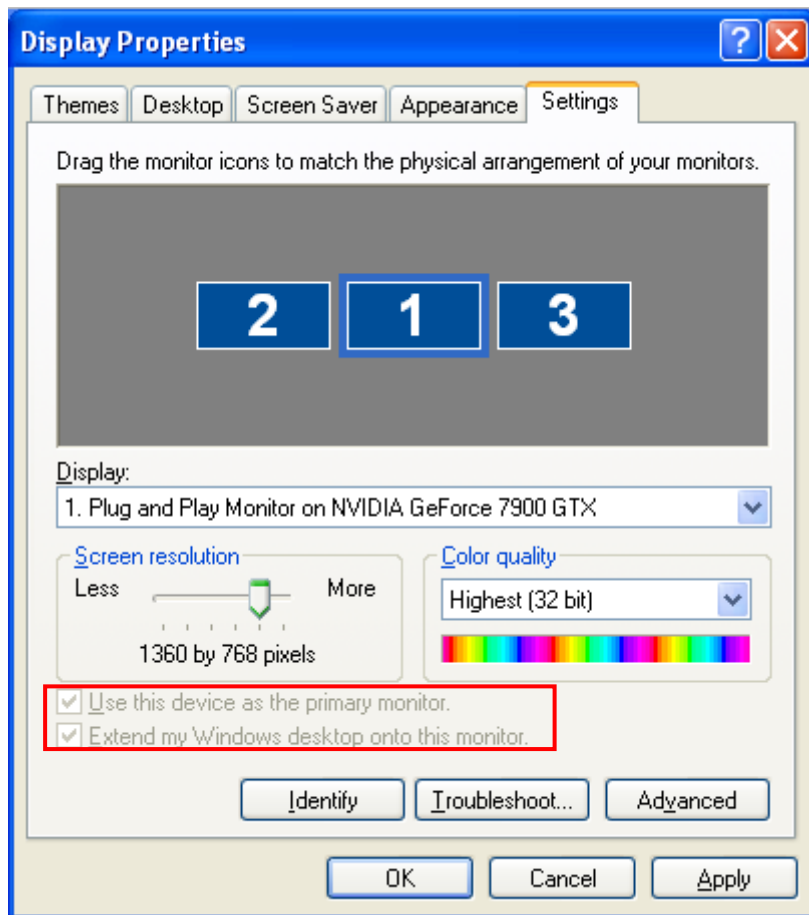 Display Properties
Themes Desktop Screen Saver Appearance Settings
Drag the monitor icons to match the physical arrangement of your monitors.
2 1 3
Display:
1. Plug and Play Monitor on NVIDIA GeForce 7900 GTX
Screen resolution Color quality
Less More Highest (32 bit)
1360 by 768 pixels
Use this device as the primary monitor.
Extend my Windows desktop onto this monitor.
Identify Troubleshoot... Advanced
OK Cancel Apply